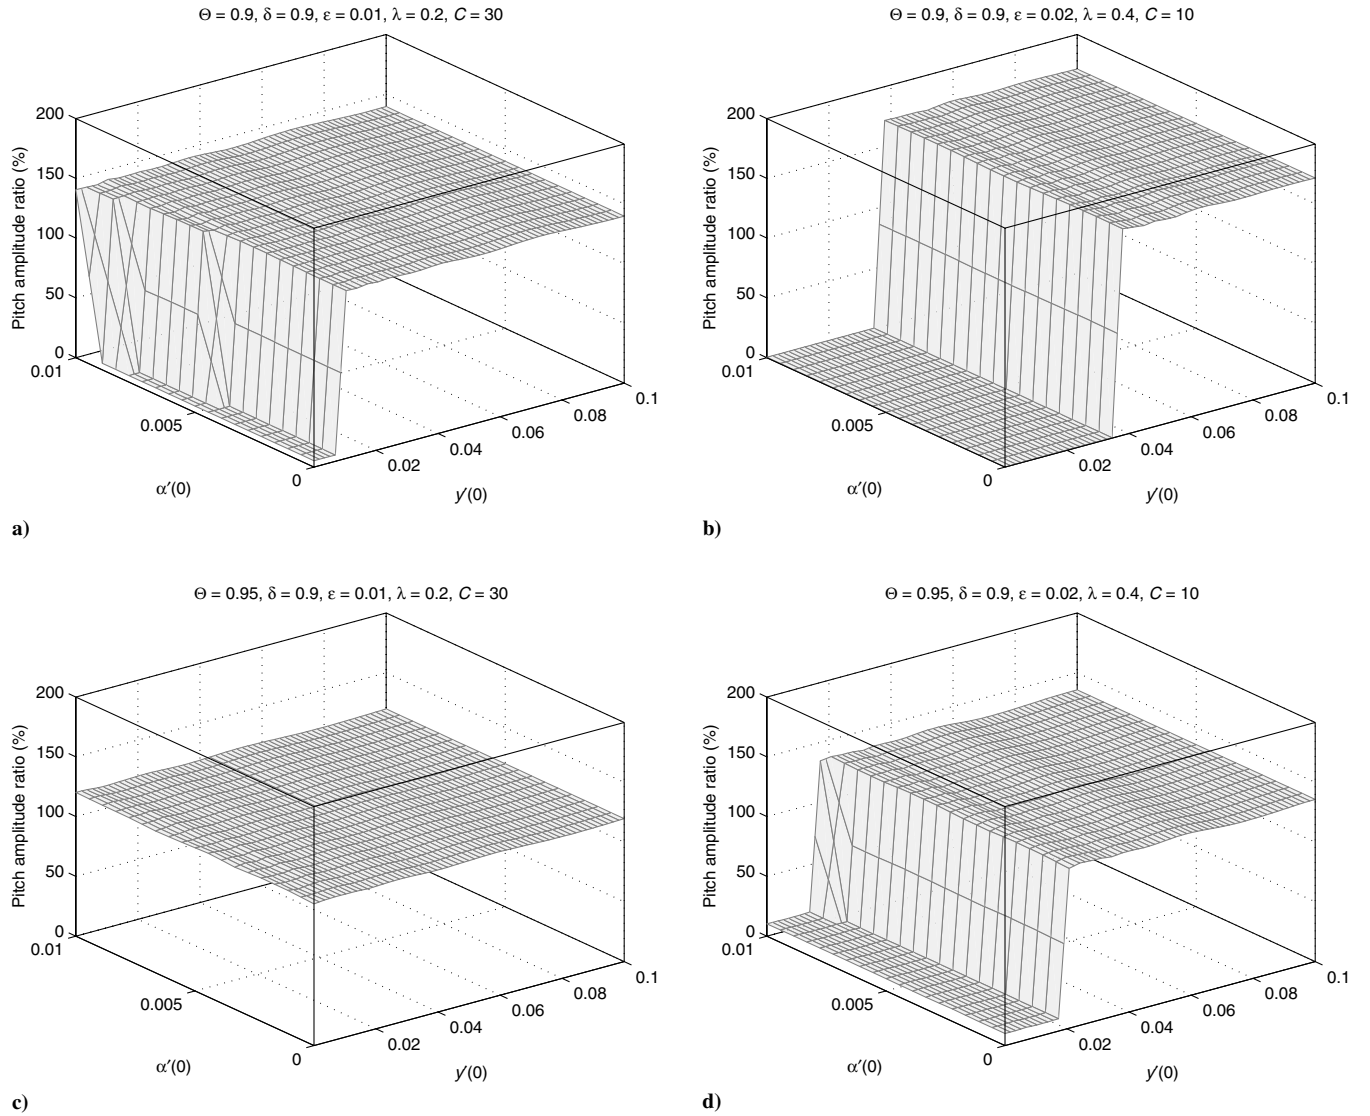 Θ = 0.9, δ = 0.9, ε = 0.01, λ = 0.2, C = 30
Pitch amplitude ratio (%)
200
150
100
50
0
0.01
0.005
0
α′(0)
0.02
0.04
0.06
0.08
0.1
y′(0)
a)
Θ = 0.9, δ = 0.9, ε = 0.02, λ = 0.4, C = 10
Pitch amplitude ratio (%)
200
150
100
50
0
0.01
0.005
0
α′(0)
0.02
0.04
0.06
0.08
0.1
y′(0)
b)
Θ = 0.95, δ = 0.9, ε = 0.01, λ = 0.2, C = 30
Pitch amplitude ratio (%)
200
150
100
50
0
0.01
0.005
0
α′(0)
0.02
0.04
0.06
0.08
0.1
y′(0)
c)
Θ = 0.95, δ = 0.9, ε = 0.02, λ = 0.4, C = 10
Pitch amplitude ratio (%)
200
150
100
50
0
0.01
0.005
0
α′(0)
0.02
0.04
0.06
0.08
0.1
y′(0)
d)